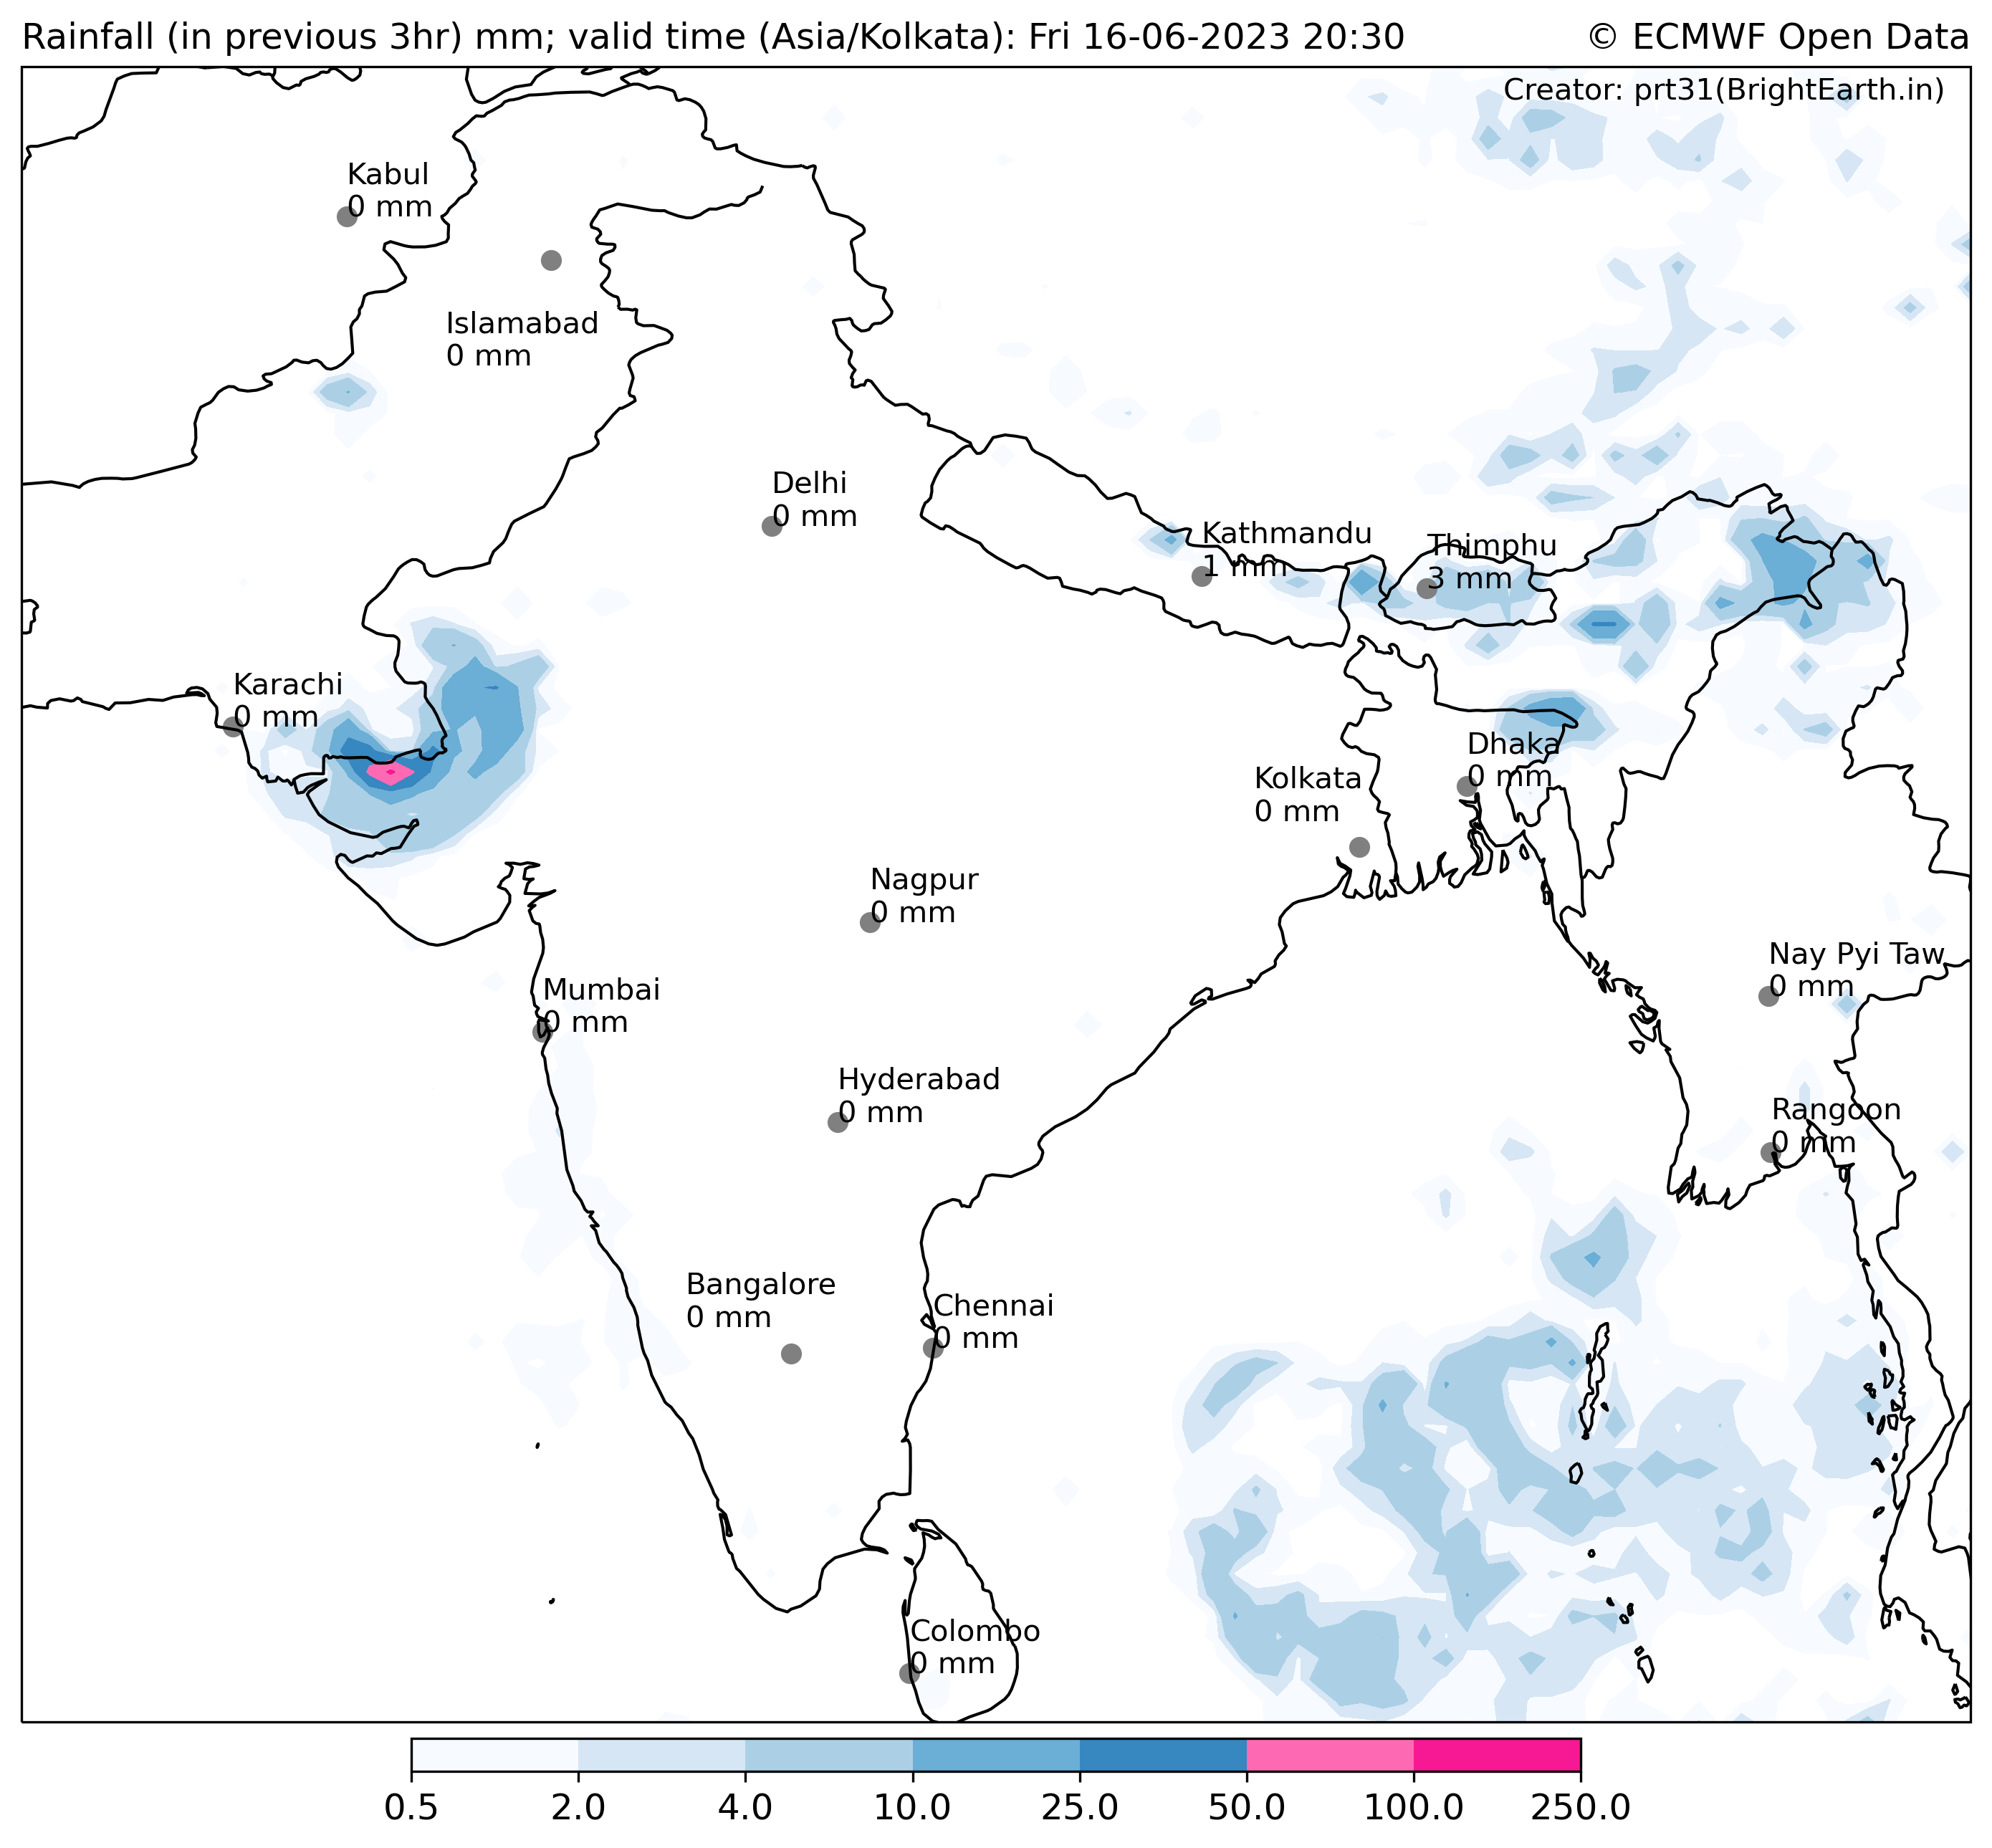 Rainfall (in previous 3hr) mm; valid time (Asia/Kolkata): Fri 16-06-2023 20:30
© ECMWF Open Data
Creator: prt31(BrightEarth.in)
Kabul
0 mm
Islamabad
0 mm
Delhi
0 mm
Kathmandu
1 mm
Thimphu
3 mm
Karachi
0 mm
Dhaka
0 mm
Kolkata
0 mm
Nagpur
0 mm
Nay Pyi Taw
0 mm
Mumbai
0 mm
Hyderabad
0 mm
Rangoon
0 mm
Bangalore
0 mm
Chennai
0 mm
Colombo
0 mm
0.5 2.0 4.0 10.0 25.0 50.0 100.0 250.0